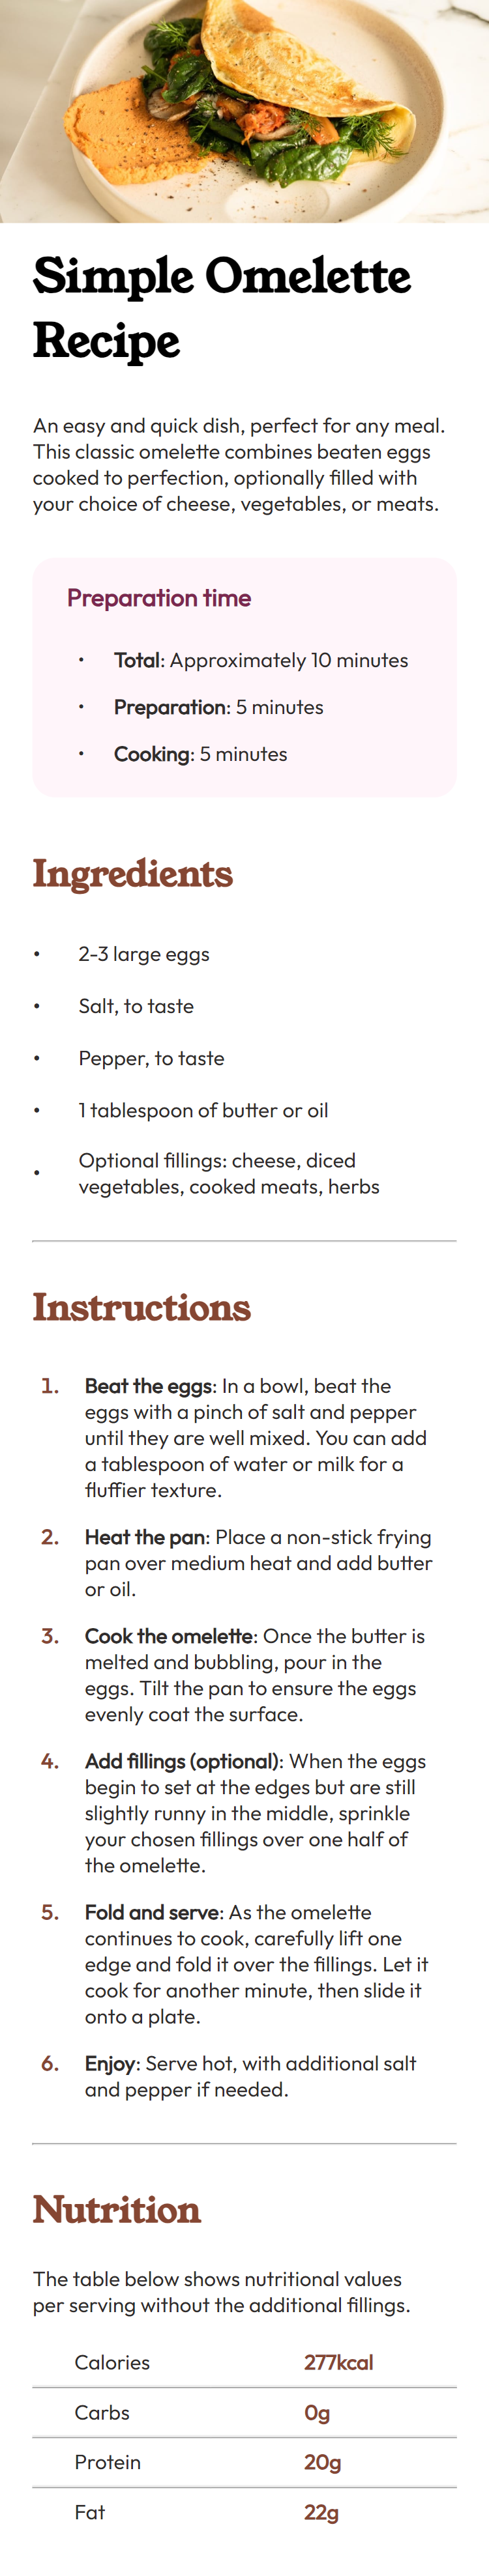 Simple Omelette
Recipe
An easy and quick dish, perfect for any meal.
This classic omelette combines beaten eggs
cooked to perfection, optionally filled with
your choice of cheese, vegetables, or meats.
Preparation time
• Total: Approximately 10 minutes
• Preparation: 5 minutes
• Cooking: 5 minutes
Ingredients
• 2-3 large eggs
• Salt, to taste
• Pepper, to taste
• 1 tablespoon of butter or oil
• Optional fillings: cheese, diced
vegetables, cooked meats, herbs
Instructions
1. Beat the eggs: In a bowl, beat the
eggs with a pinch of salt and pepper
until they are well mixed. You can add
a tablespoon of water or milk for a
fluffier texture.
2. Heat the pan: Place a non-stick frying
pan over medium heat and add butter
or oil.
3. Cook the omelette: Once the butter is
melted and bubbling, pour in the
eggs. Tilt the pan to ensure the eggs
evenly coat the surface.
4. Add fillings (optional): When the eggs
begin to set at the edges but are still
slightly runny in the middle, sprinkle
your chosen fillings over one half of
the omelette.
5. Fold and serve: As the omelette
continues to cook, carefully lift one
edge and fold it over the fillings. Let it
cook for another minute, then slide it
onto a plate.
6. Enjoy: Serve hot, with additional salt
and pepper if needed.
Nutrition
The table below shows nutritional values
per serving without the additional fillings.
Calories 277kcal
Carbs 0g
Protein 20g
Fat 22g